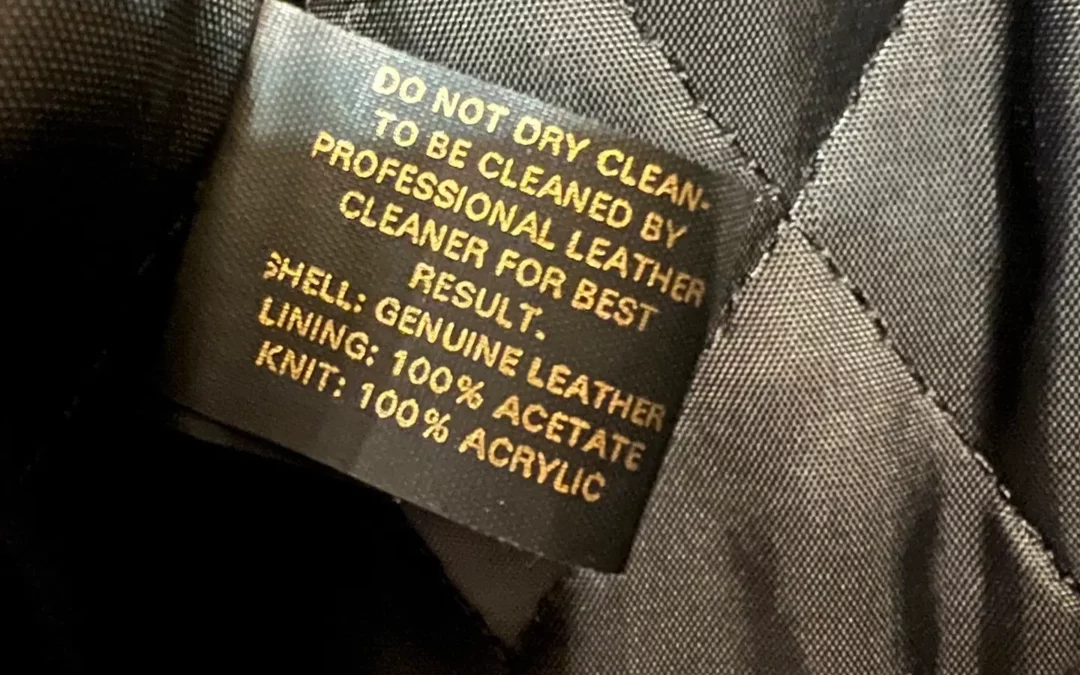 DO NOT DRY CLEAN-
TO BE CLEANED BY
PROFESSIONAL LEATHER
CLEANER FOR BEST
RESULT.
SHELL: GENUINE LEATHER
LINING: 100% ACETATE
KNIT: 100% ACRYLIC